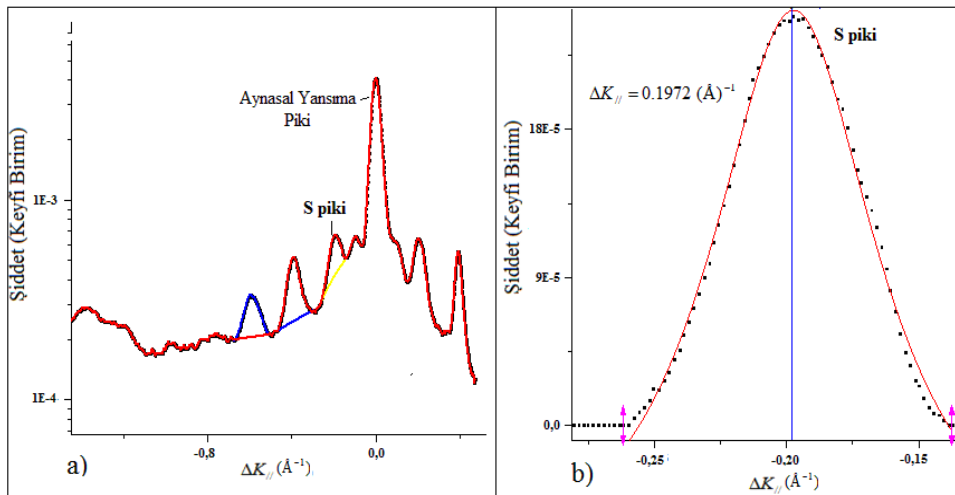 Şiddet (Keyfi Birim)
1E-3
1E-4
Aynasal Yansıma
Piki
S piki
-0,8
0,0
ΔK// (Å⁻¹)
a)
Şiddet (Keyfi Birim)
18E-5
9E-5
0,0
S piki
ΔK// = 0.1972 (Å)⁻¹
-0,25
-0,20
-0,15
ΔK// (Å⁻¹)
b)